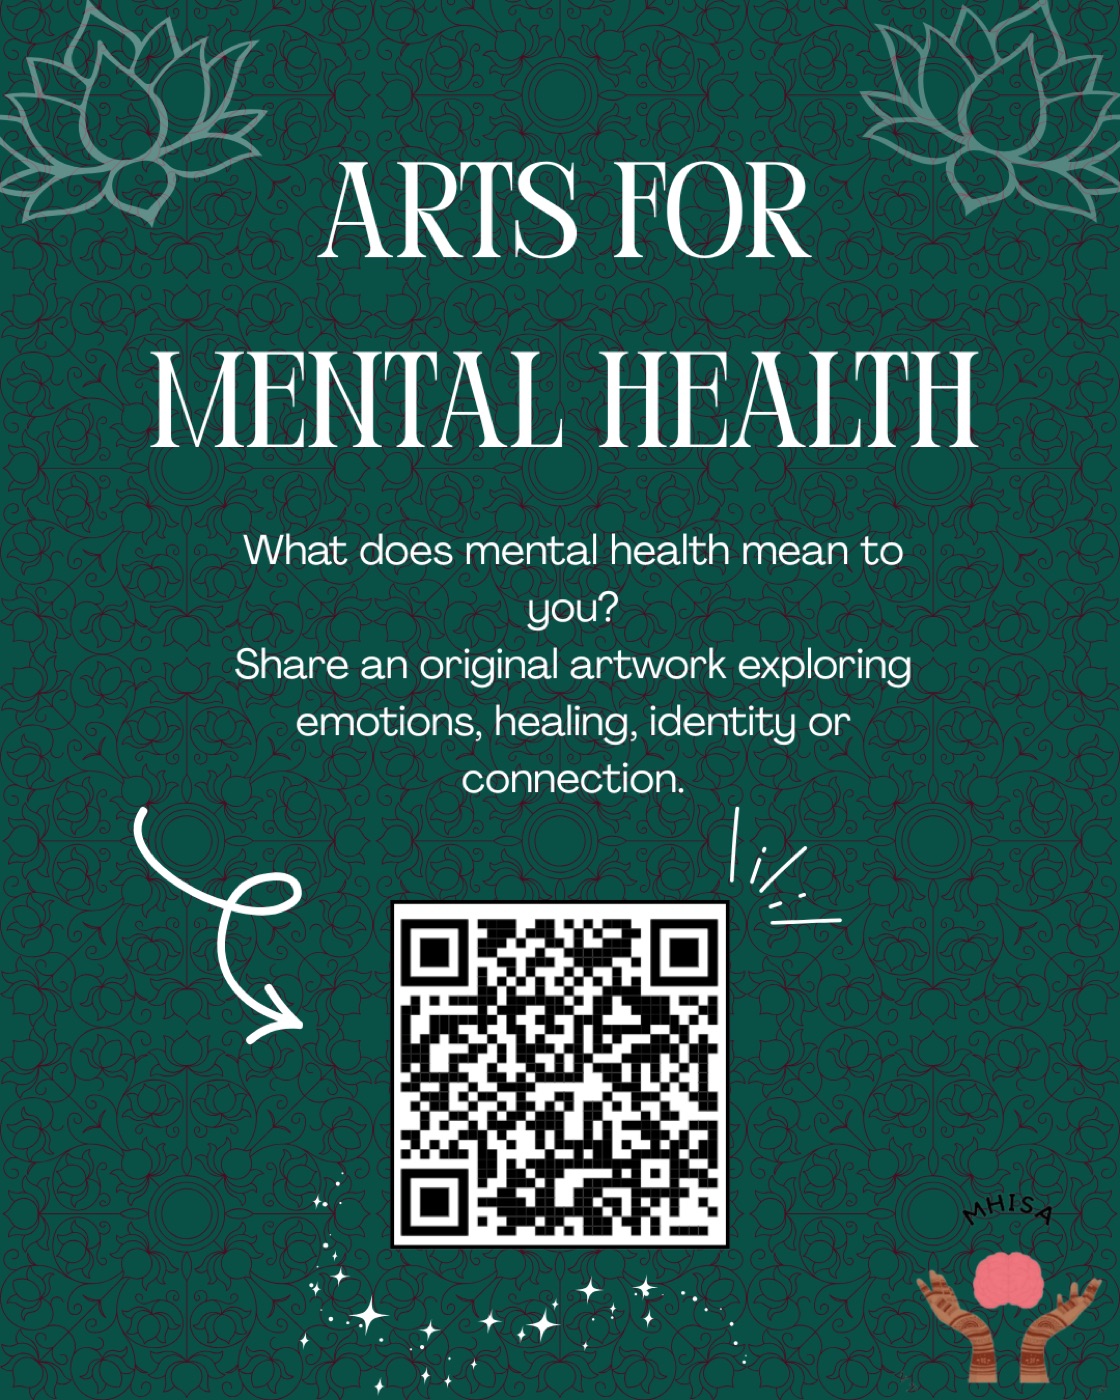 ARTS FOR
MENTAL HEALTH
What does mental health mean to
you?
Share an original artwork exploring
emotions, healing, identity or
connection.
MHISA